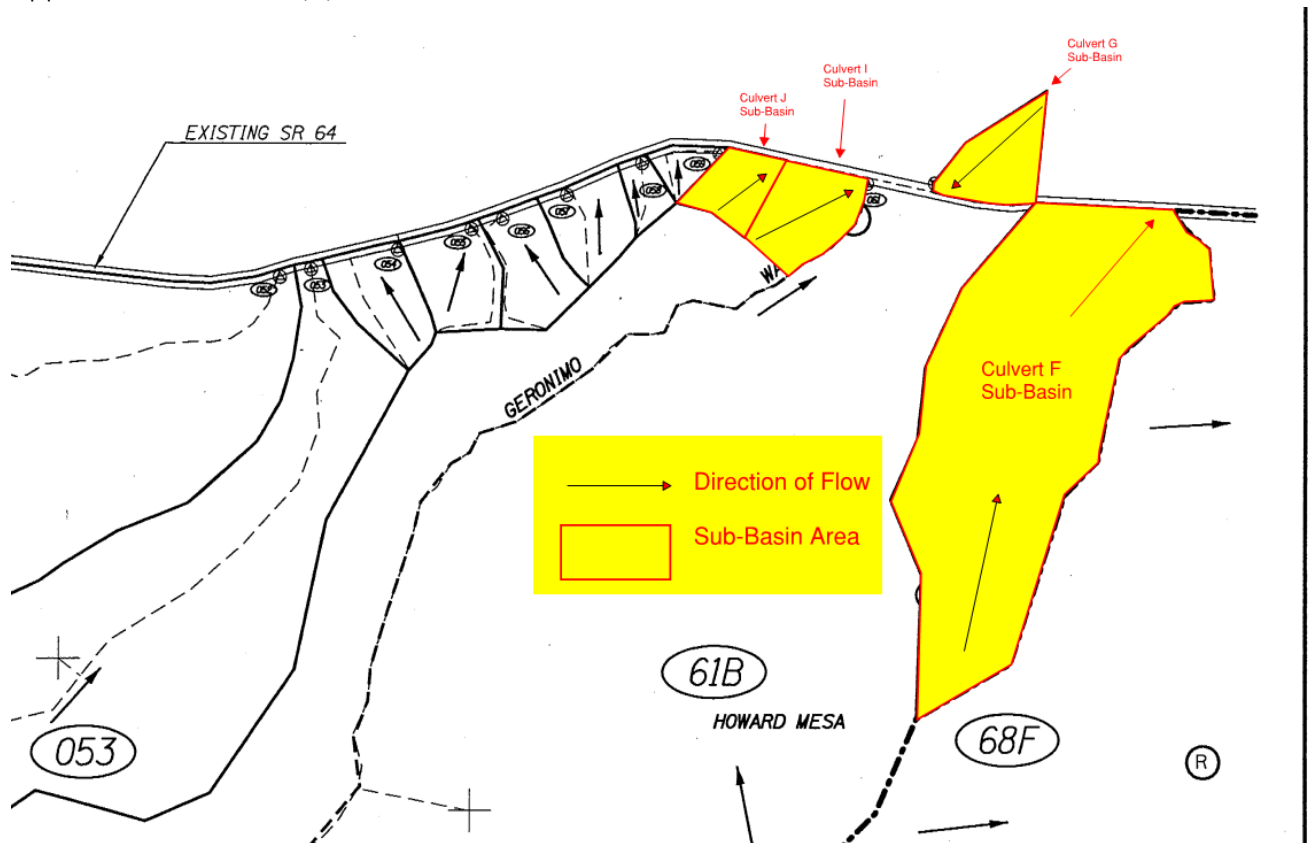 Culvert G
Sub-Basin
Culvert I
Sub-Basin
Culvert J
Sub-Basin
EXISTING SR 64
059
058
057
056
055
054
053
061
WA
GERONIMO
Culvert F
Sub-Basin
Direction of Flow
Sub-Basin Area
61B
HOWARD MESA
053
68F
R